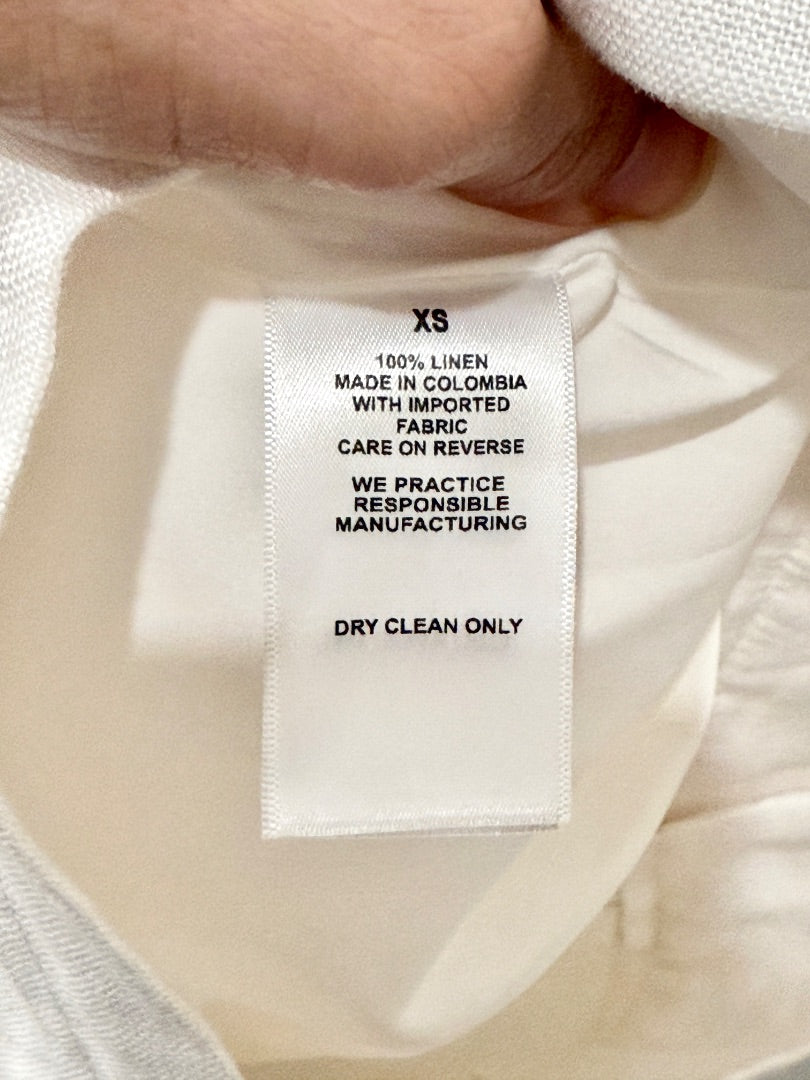 XS
100% LINEN
MADE IN COLOMBIA
WITH IMPORTED
FABRIC
CARE ON REVERSE
WE PRACTICE
RESPONSIBLE
MANUFACTURING
DRY CLEAN ONLY